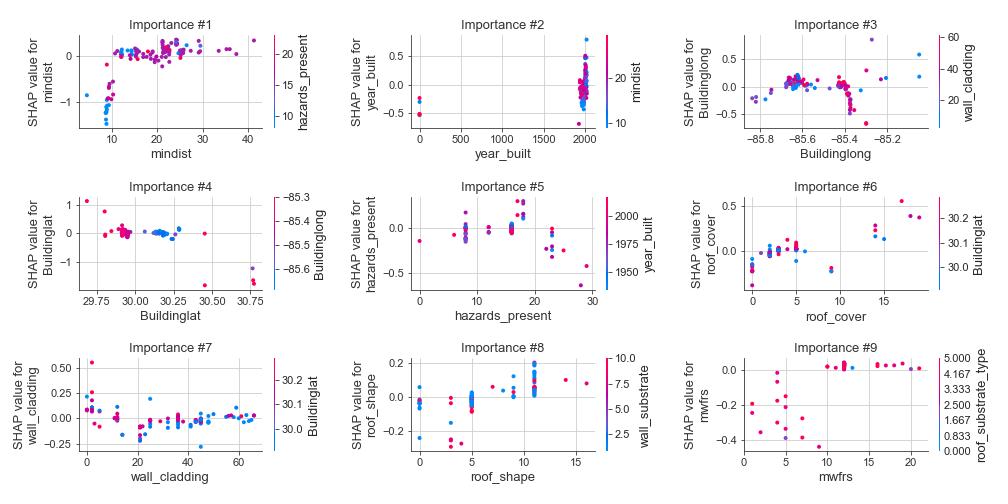 Importance #1
SHAP value for
mindist
0
−1
10
20
30
40
mindist
20
10
hazards_present
Importance #2
SHAP value for
year_built
0.5
0.0
−0.5
0
500
1000
1500
2000
year_built
20
10
mindist
Importance #3
SHAP value for
Buildinglong
0.5
0.0
−0.5
−85.8
−85.6
−85.4
−85.2
Buildinglong
60
40
20
wall_cladding
Importance #4
SHAP value for
Buildinglat
1
0
−1
29.75
30.00
30.25
30.50
30.75
Buildinglat
−85.3
−85.4
−85.5
−85.6
Buildinglong
Importance #5
SHAP value for
hazards_present
0.0
−0.5
0
10
20
30
hazards_present
2000
1975
1950
year_built
Importance #6
SHAP value for
roof_cover
0.5
0.0
0
5
10
15
roof_cover
30.2
30.1
30.0
Buildinglat
Importance #7
SHAP value for
wall_cladding
0.50
0.25
0.00
−0.25
0
20
40
60
wall_cladding
30.2
30.1
30.0
Buildinglat
Importance #8
SHAP value for
roof_shape
0.2
0.0
−0.2
0
5
10
15
roof_shape
10.0
7.5
5.0
2.5
wall_substrate
Importance #9
SHAP value for
mwfrs
0.0
−0.2
−0.4
0
5
10
15
20
mwfrs
5.000
4.167
3.333
2.500
1.667
0.833
0.000
roof_substrate_type